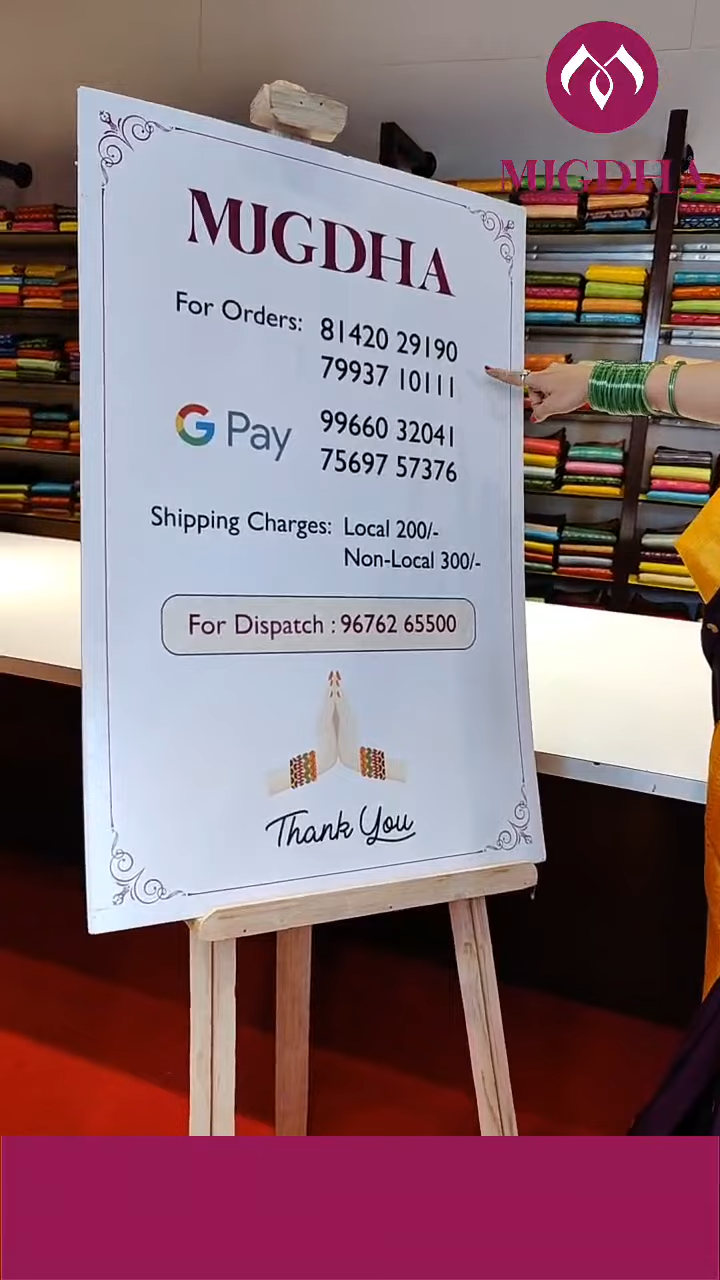 MUGDHA
MUGDHA
For Orders: 81420 29190
79937 10111
G Pay 99660 32041
75697 57376
Shipping Charges: Local 200/-
Non-Local 300/-
For Dispatch : 96762 65500
Thank You